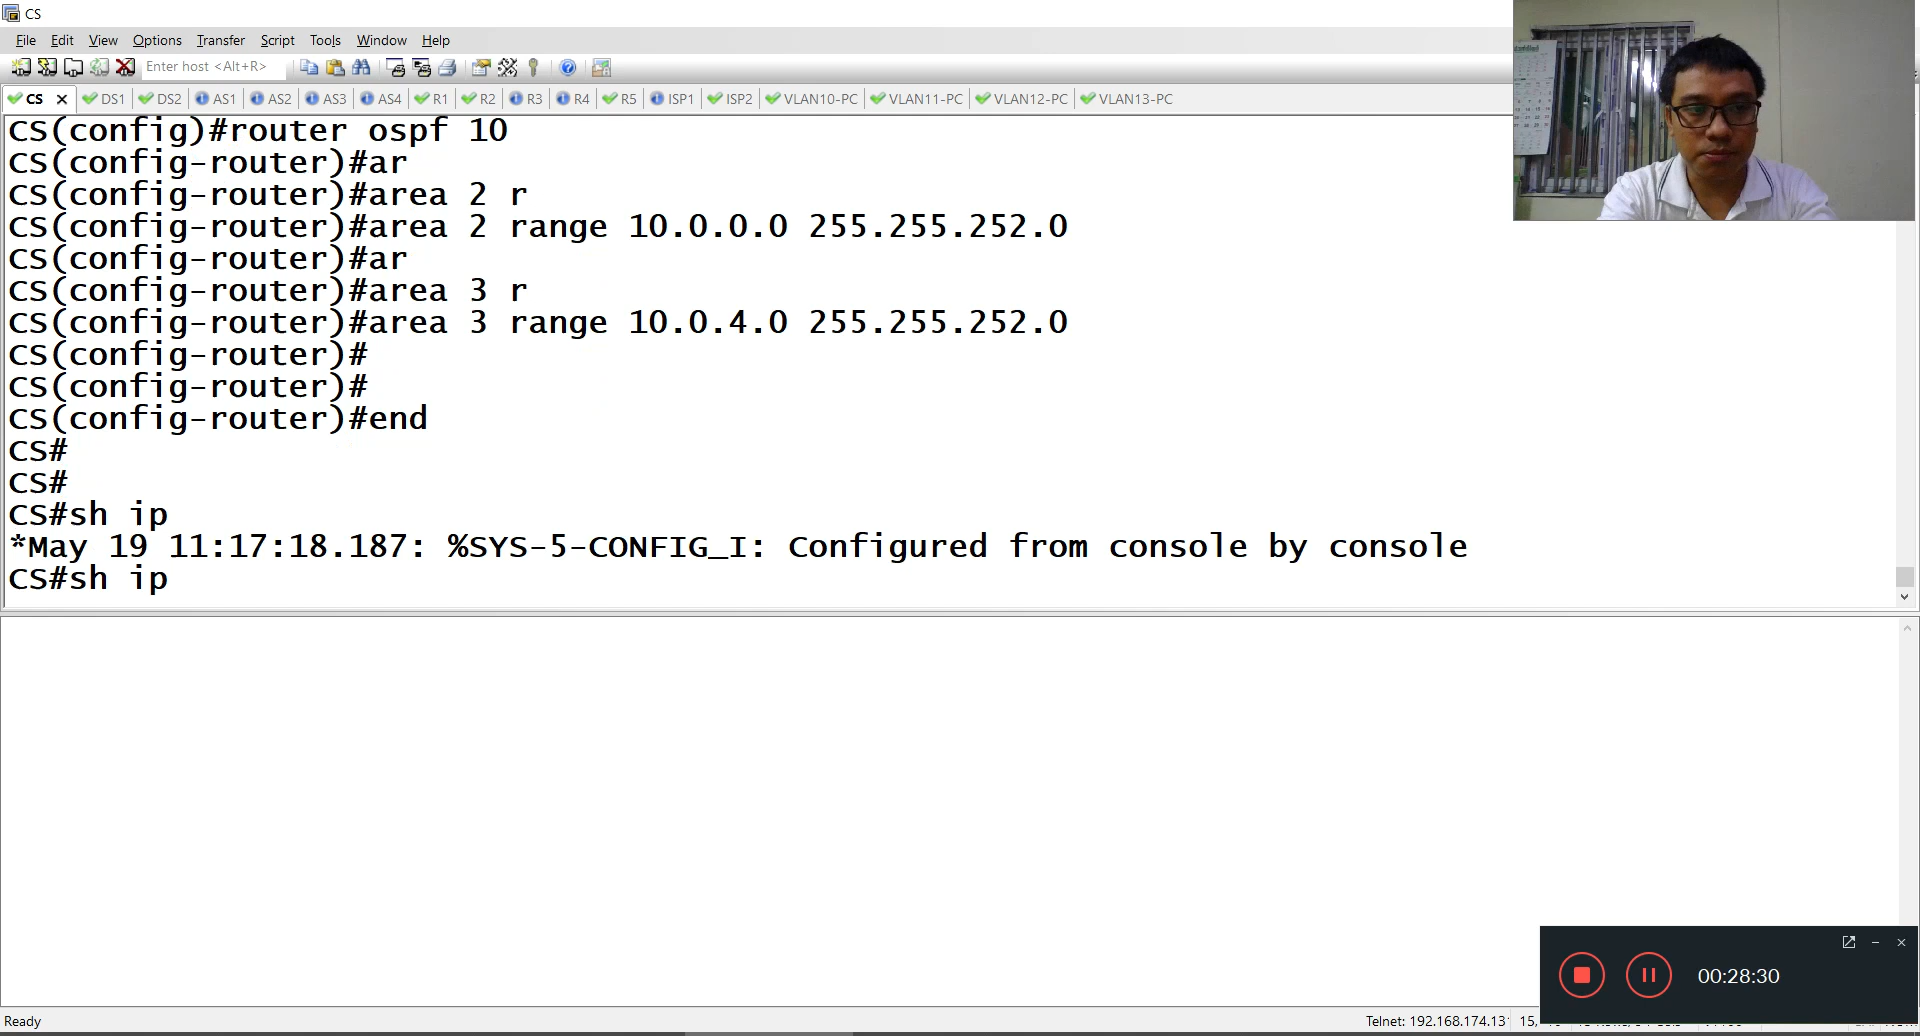 CS
File Edit View Options Transfer Script Tools Window Help
Enter host <Alt+R>
CS DS1 DS2 AS1 AS2 AS3 AS4 R1 R2 R3 R4 R5 ISP1 ISP2 VLAN10-PC VLAN11-PC VLAN12-PC VLAN13-PC
CS(config)#router ospf 10
CS(config-router)#ar
CS(config-router)#area 2 r
CS(config-router)#area 2 range 10.0.0.0 255.255.252.0
CS(config-router)#ar
CS(config-router)#area 3 r
CS(config-router)#area 3 range 10.0.4.0 255.255.252.0
CS(config-router)#
CS(config-router)#
CS(config-router)#end
CS#
CS#
CS#sh ip
*May 19 11:17:18.187: %SYS-5-CONFIG_I: Configured from console by console
CS#sh ip
00:28:30
Ready
Telnet: 192.168.174.13 15,